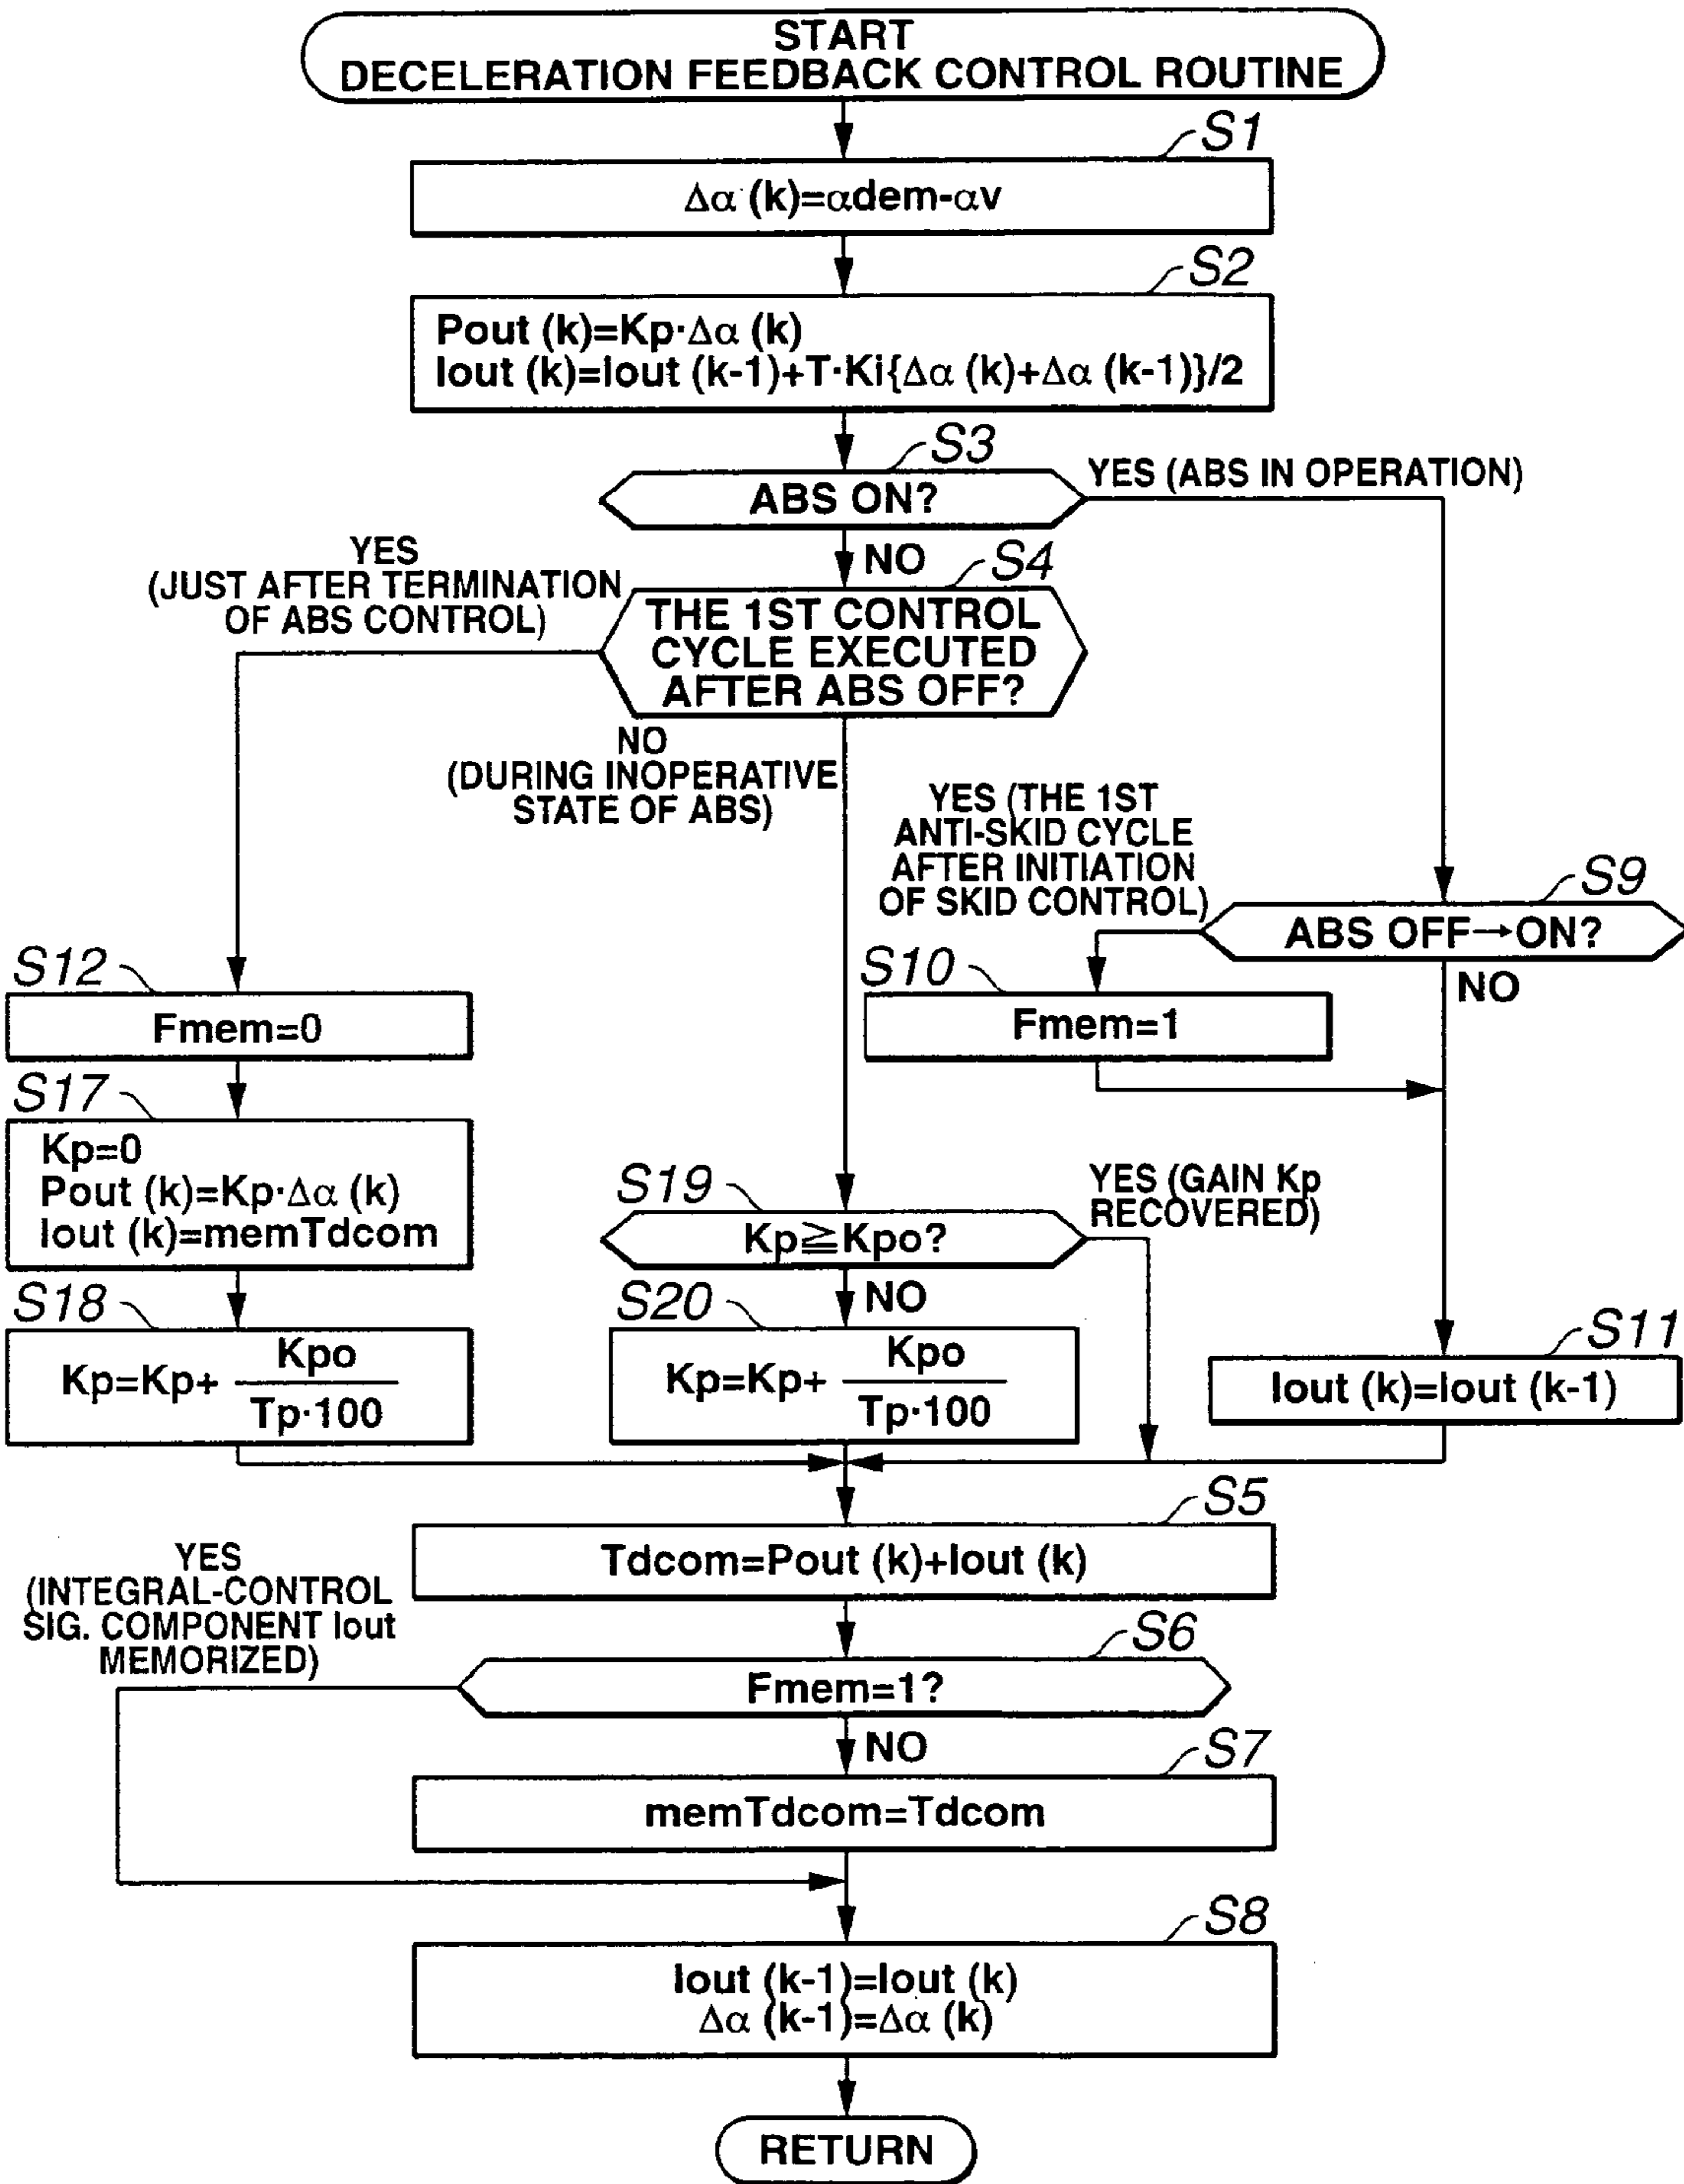 START
DECELERATION FEEDBACK CONTROL ROUTINE
S1
Δα (k)=αdem-αv
S2
Pout (k)=Kp·Δα (k)
Iout (k)=Iout (k-1)+T·Ki{Δα (k)+Δα (k-1)}/2
S3
ABS ON?
YES (ABS IN OPERATION)
NO
S4
THE 1ST CONTROL
CYCLE EXECUTED
AFTER ABS OFF?
YES
(JUST AFTER TERMINATION
OF ABS CONTROL)
NO
(DURING INOPERATIVE
STATE OF ABS)
YES (THE 1ST
ANTI-SKID CYCLE
AFTER INITIATION
OF SKID CONTROL)
S9
ABS OFF→ON?
NO
S12
Fmem=0
S10
Fmem=1
S17
Kp=0
Pout (k)=Kp·Δα (k)
Iout (k)=memTdcom
S19
Kp≧Kpo?
YES (GAIN Kp
RECOVERED)
NO
S18
Kp=Kp+ Kpo
Tp·100
S20
Kp=Kp+ Kpo
Tp·100
S11
Iout (k)=Iout (k-1)
S5
Tdcom=Pout (k)+Iout (k)
YES
(INTEGRAL-CONTROL
SIG. COMPONENT Iout
MEMORIZED)
S6
Fmem=1?
NO
S7
memTdcom=Tdcom
S8
Iout (k-1)=Iout (k)
Δα (k-1)=Δα (k)
RETURN